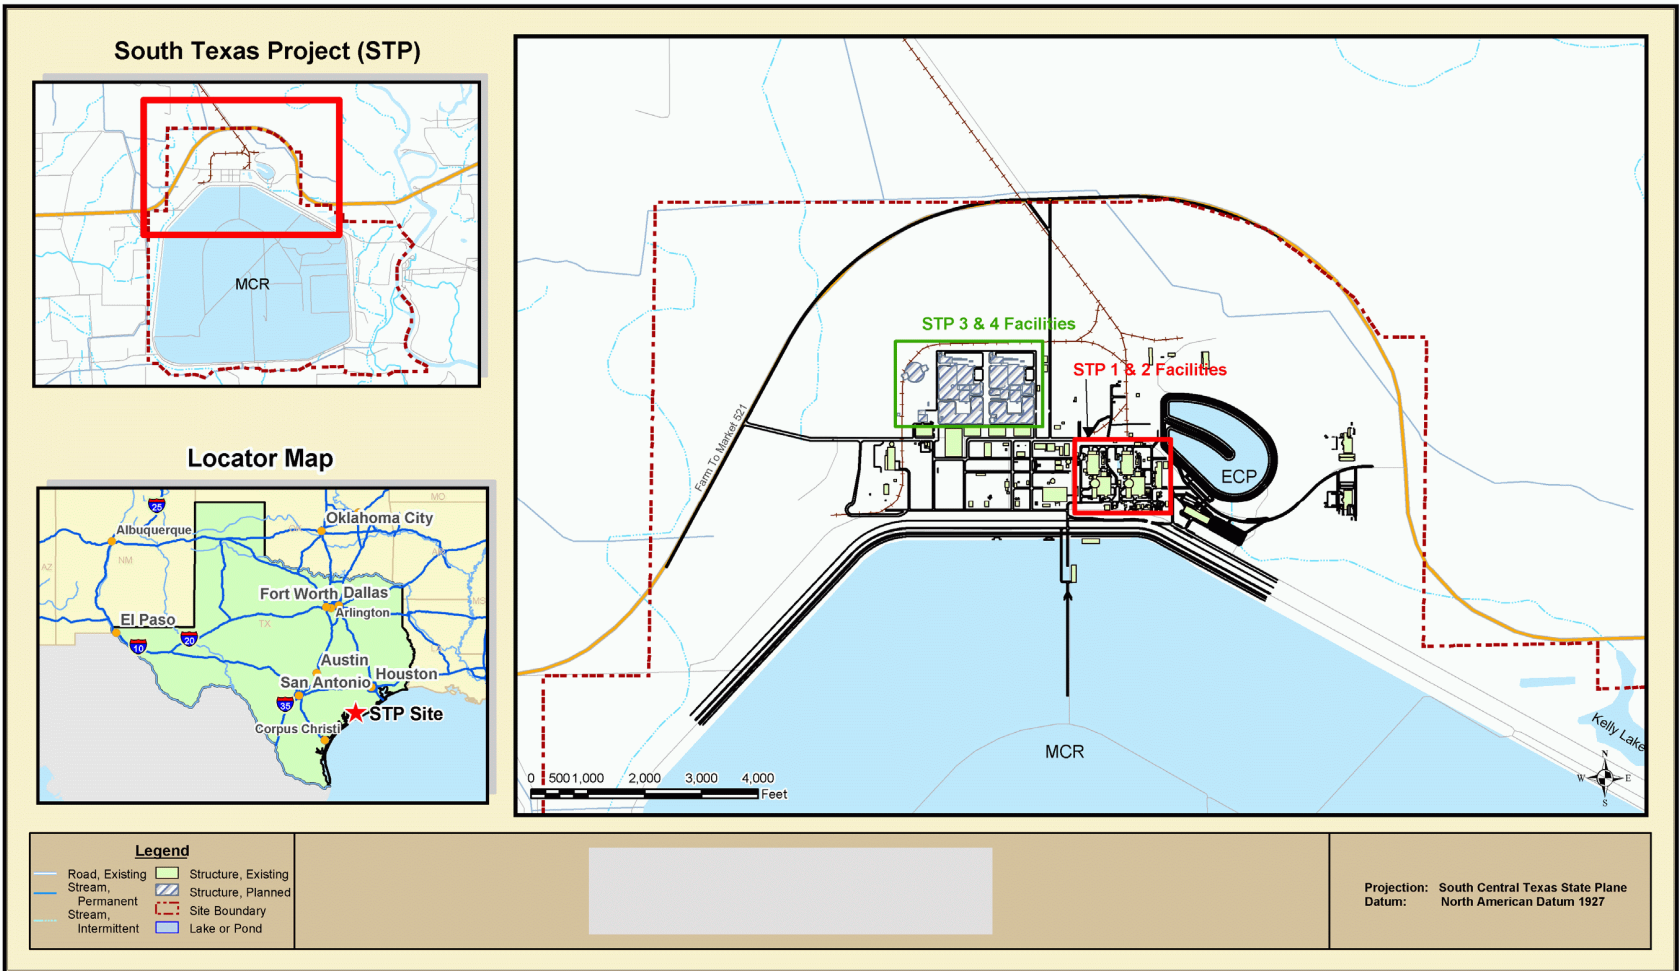 South Texas Project (STP)
MCR
Locator Map
25
MO
Oklahoma City
Albuquerque
AZ
NM
Fort Worth
Dallas
MS
Arlington
El Paso
TX
20
10
Austin
Houston
San Antonio
35
STP Site
Corpus Christi
STP 3 & 4 Facilities
STP 1 & 2 Facilities
Farm To Market 521
ECP
MCR
Kelly Lake
N
W E
S
0 500 1,000 2,000 3,000 4,000
Feet
Legend
Road, Existing
Stream,
Permanent
Stream,
Intermittent
Structure, Existing
Structure, Planned
Site Boundary
Lake or Pond
Projection: South Central Texas State Plane
Datum: North American Datum 1927